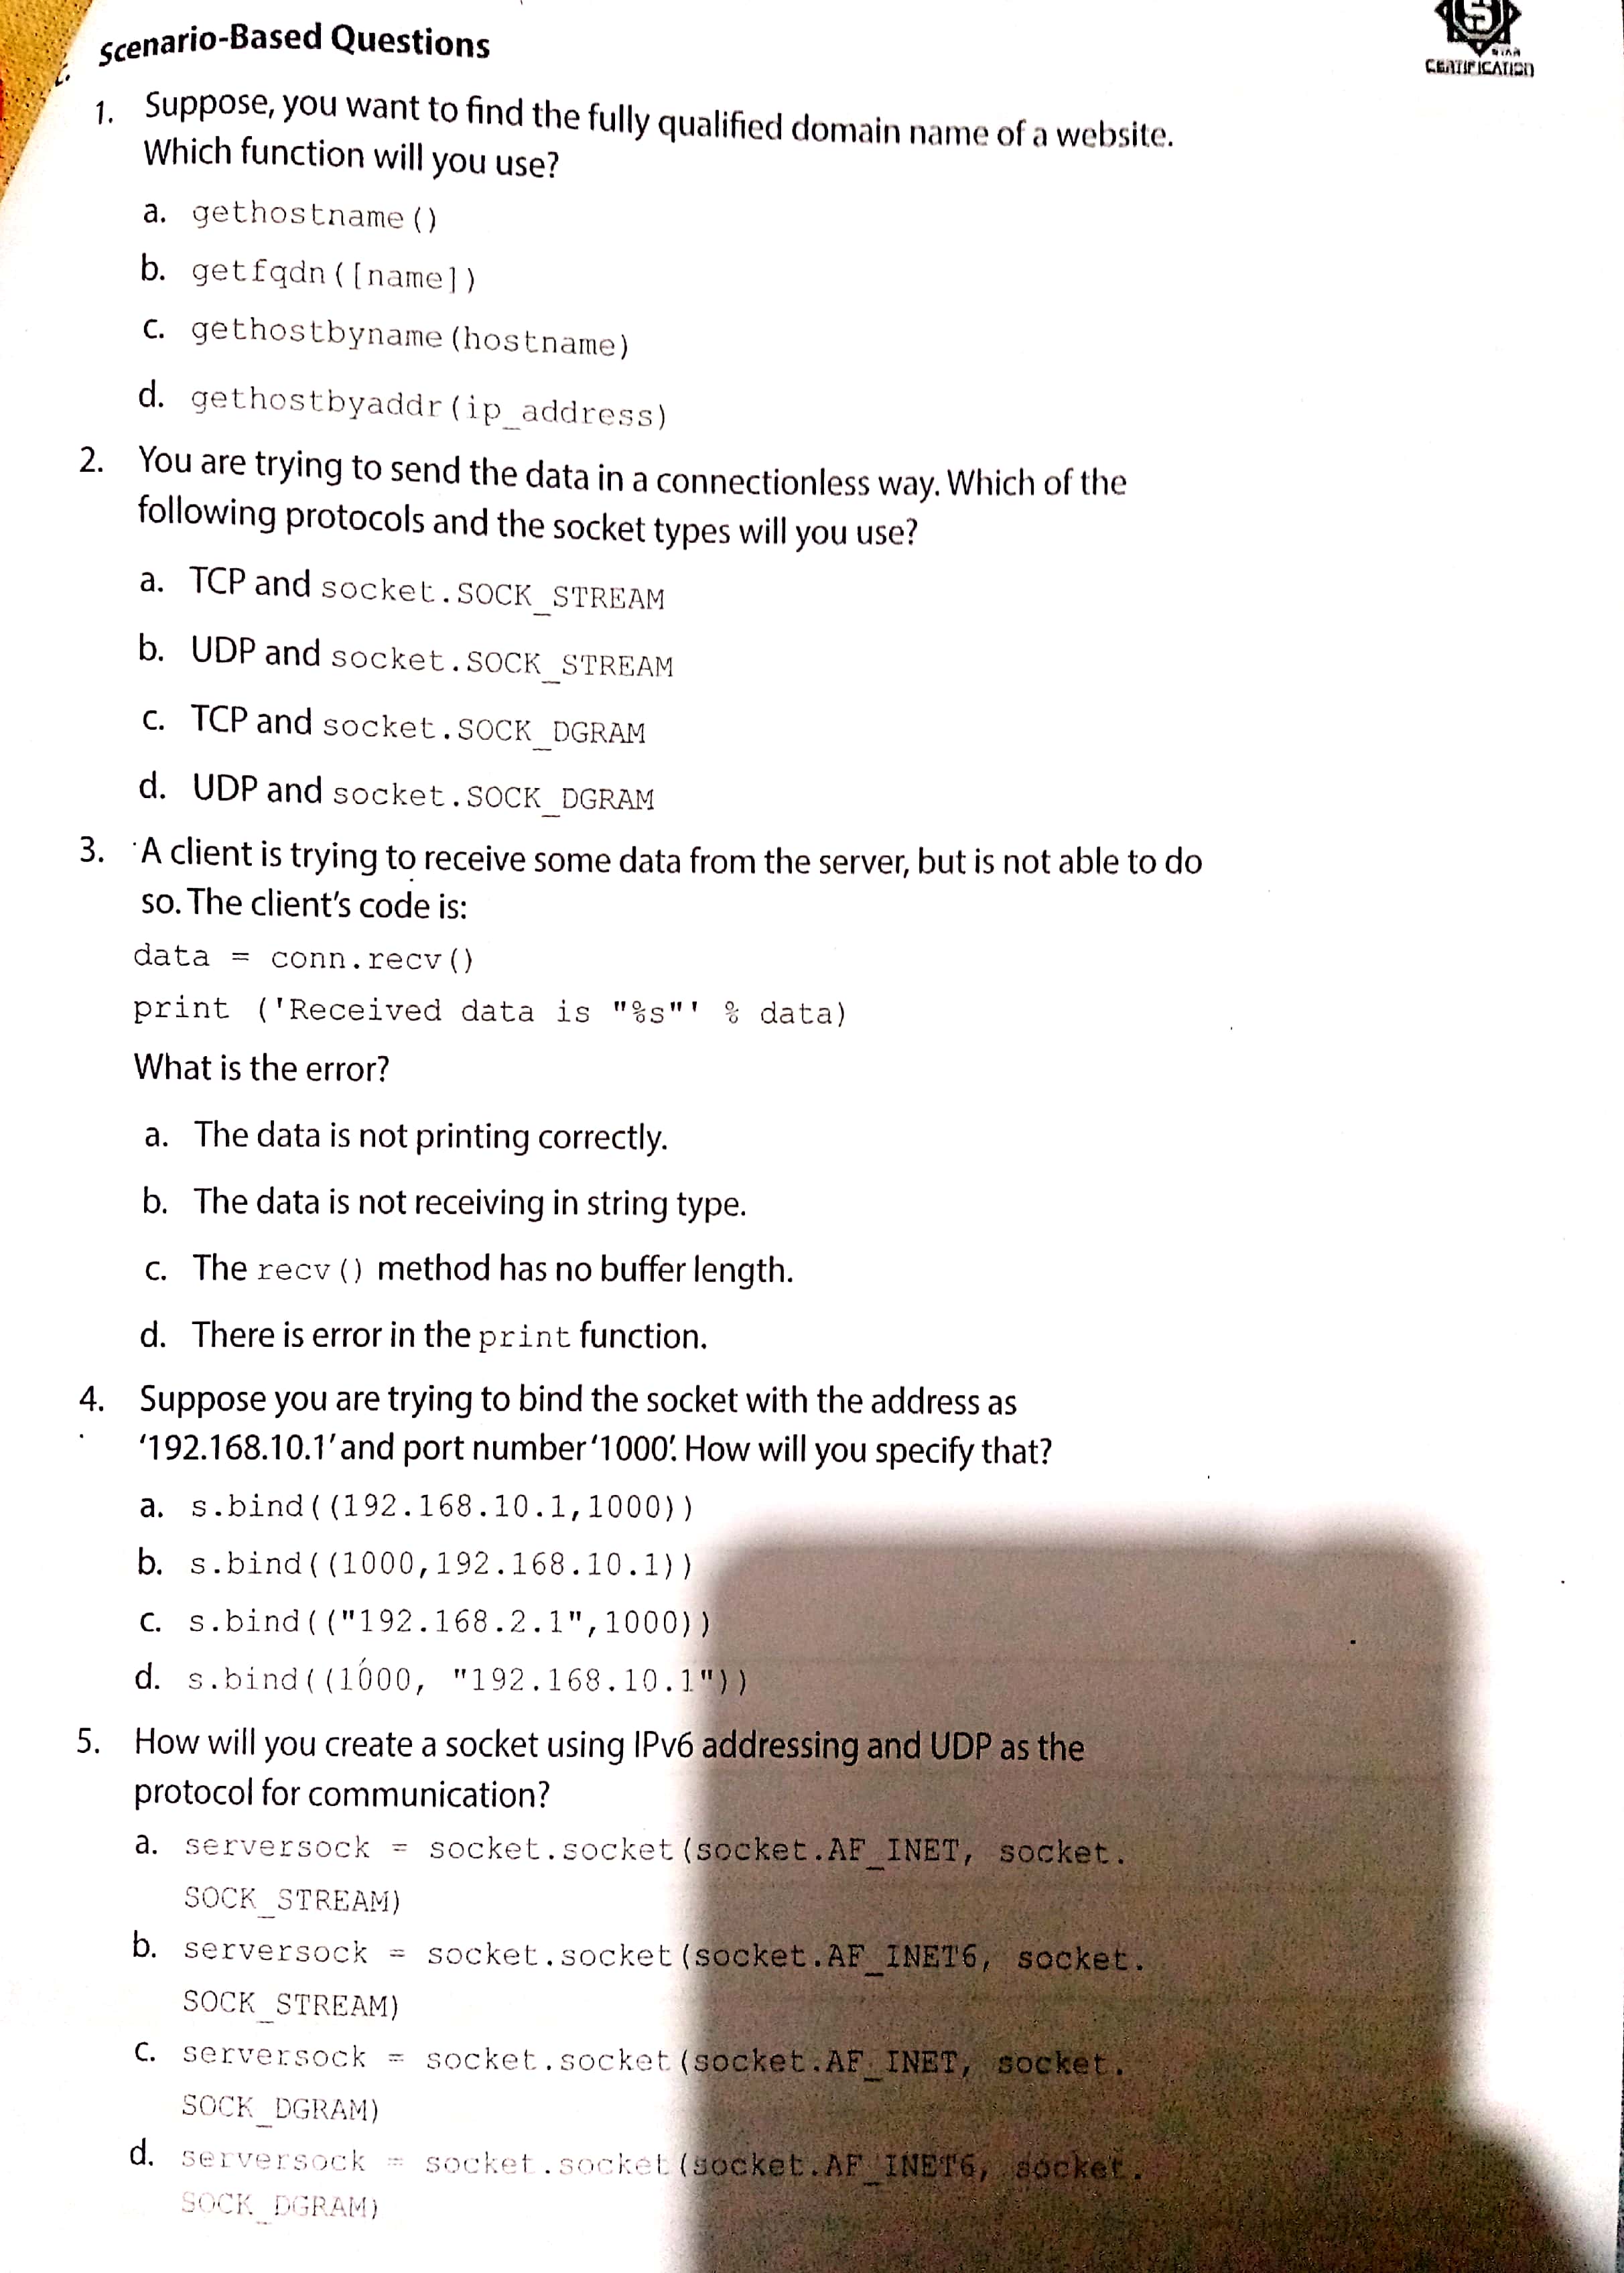 Scenario-Based Questions
CERTIFICATION
1. Suppose, you want to find the fully qualified domain name of a website.
Which function will you use?
a. gethostname()
b. getfqdn([name])
c. gethostbyname(hostname)
d. gethostbyaddr(ip_address)
2. You are trying to send the data in a connectionless way. Which of the
following protocols and the socket types will you use?
a. TCP and socket.SOCK_STREAM
b. UDP and socket.SOCK_STREAM
c. TCP and socket.SOCK_DGRAM
d. UDP and socket.SOCK_DGRAM
3. A client is trying to receive some data from the server, but is not able to do
so. The client's code is:
data = conn.recv()
print ('Received data is "%s"' % data)
What is the error?
a. The data is not printing correctly.
b. The data is not receiving in string type.
c. The recv() method has no buffer length.
d. There is error in the print function.
4. Suppose you are trying to bind the socket with the address as
‘192.168.10.1’ and port number ‘1000’. How will you specify that?
a. s.bind((192.168.10.1,1000))
b. s.bind((1000,192.168.10.1))
c. s.bind(("192.168.2.1",1000))
d. s.bind((1000, "192.168.10.1"))
5. How will you create a socket using IPv6 addressing and UDP as the
protocol for communication?
a. serversock = socket.socket(socket.AF_INET, socket.
SOCK_STREAM)
b. serversock = socket.socket(socket.AF_INET6, socket.
SOCK_STREAM)
c. serversock = socket.socket(socket.AF_INET, socket.
SOCK_DGRAM)
d. serversock = socket.socket(socket.AF_INET6, socket.
SOCK_DGRAM)